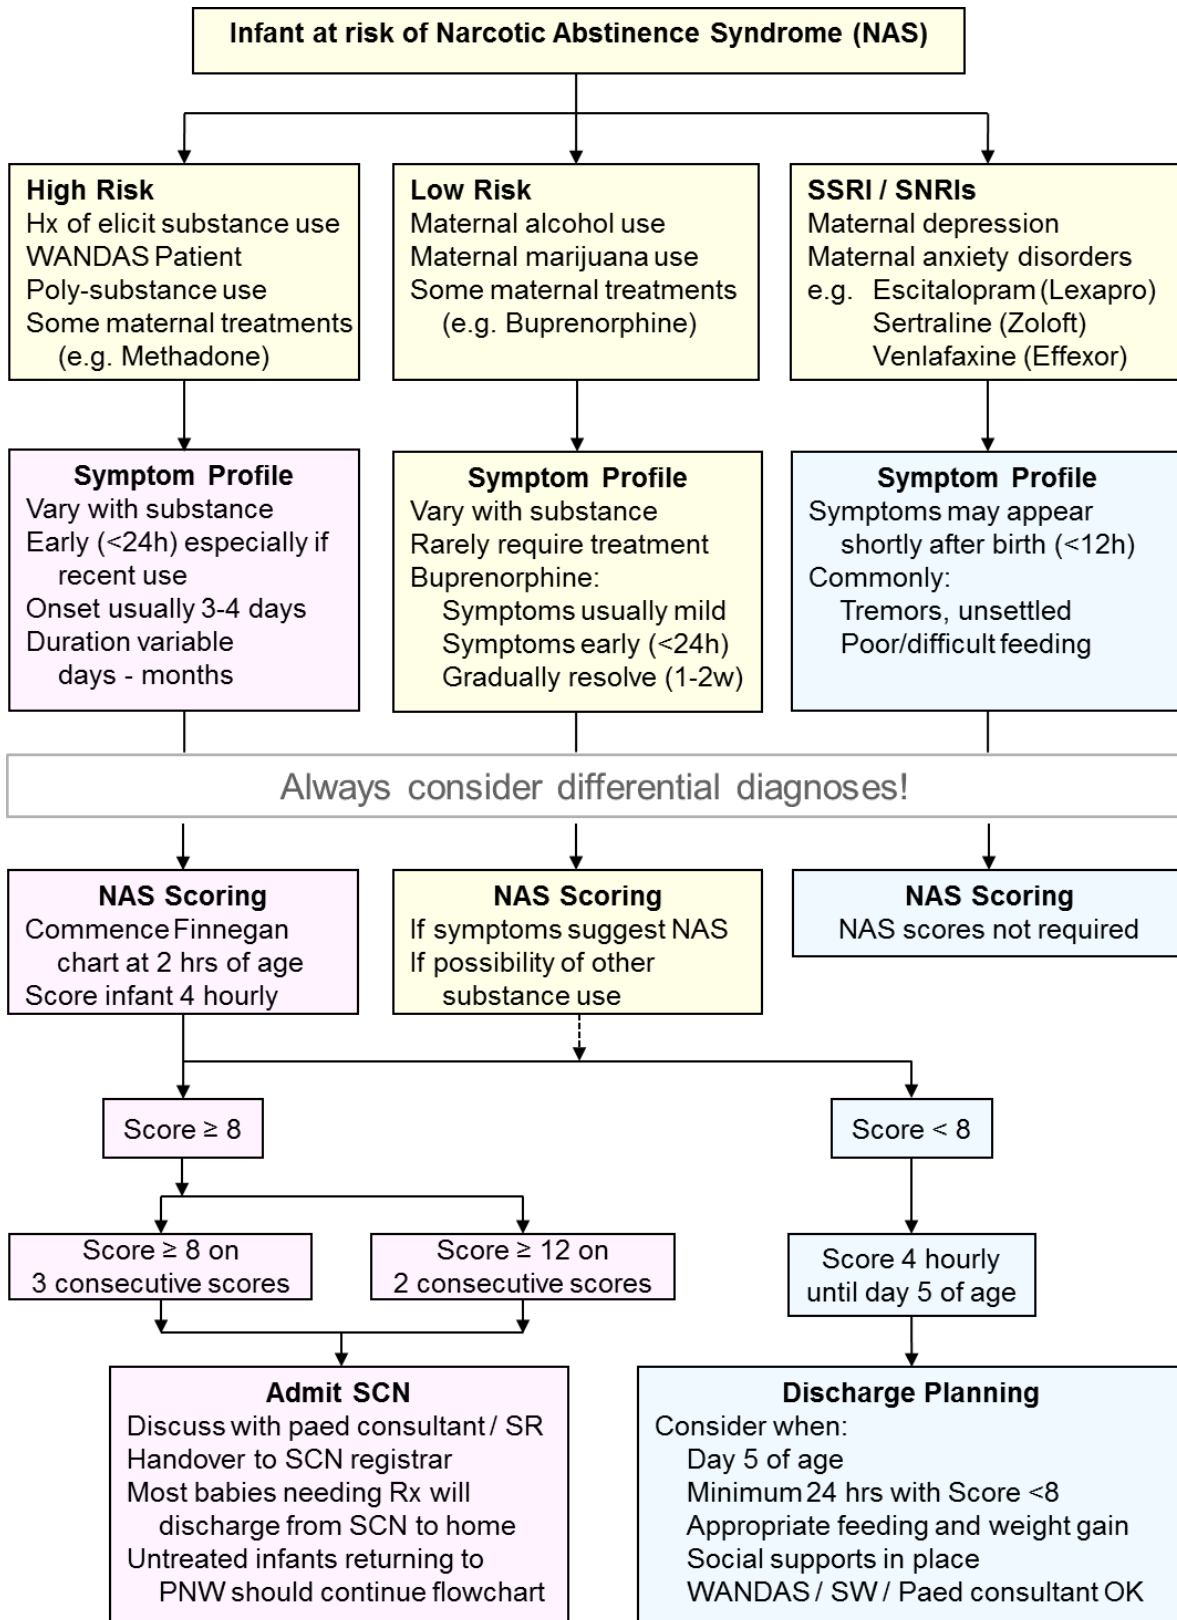 Infant at risk of Narcotic Abstinence Syndrome (NAS)
High Risk
Hx of elicit substance use
WANDAS Patient
Poly-substance use
Some maternal treatments
(e.g. Methadone)
Low Risk
Maternal alcohol use
Maternal marijuana use
Some maternal treatments
(e.g. Buprenorphine)
SSRI / SNRIs
Maternal depression
Maternal anxiety disorders
e.g. Escitalopram (Lexapro)
Sertraline (Zoloft)
Venlafaxine (Effexor)
Symptom Profile
Vary with substance
Early (<24h) especially if
recent use
Onset usually 3-4 days
Duration variable
days - months
Symptom Profile
Vary with substance
Rarely require treatment
Buprenorphine:
Symptoms usually mild
Symptoms early (<24h)
Gradually resolve (1-2w)
Symptom Profile
Symptoms may appear
shortly after birth (<12h)
Commonly:
Tremors, unsettled
Poor/difficult feeding
Always consider differential diagnoses!
NAS Scoring
Commence Finnegan
chart at 2 hrs of age
Score infant 4 hourly
NAS Scoring
If symptoms suggest NAS
If possibility of other
substance use
NAS Scoring
NAS scores not required
Score ≥ 8
Score < 8
Score ≥ 8 on
3 consecutive scores
Score ≥ 12 on
2 consecutive scores
Score 4 hourly
until day 5 of age
Admit SCN
Discuss with paed consultant / SR
Handover to SCN registrar
Most babies needing Rx will
discharge from SCN to home
Untreated infants returning to
PNW should continue flowchart
Discharge Planning
Consider when:
Day 5 of age
Minimum 24 hrs with Score <8
Appropriate feeding and weight gain
Social supports in place
WANDAS / SW / Paed consultant OK